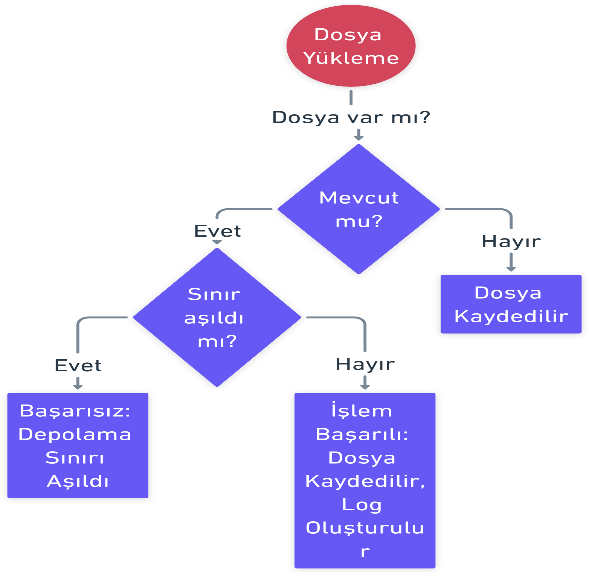 Dosya
Yükleme
Dosya var mı?
Mevcut
mu?
Evet
Hayır
Sınır
aşıldı
mı?
Dosya
Kaydedilir
Evet
Hayır
Başarısız:
Depolama
Sınırı
Aşıldı
İşlem
Başarılı:
Dosya
Kaydedilir,
Log
Oluşturulu
r